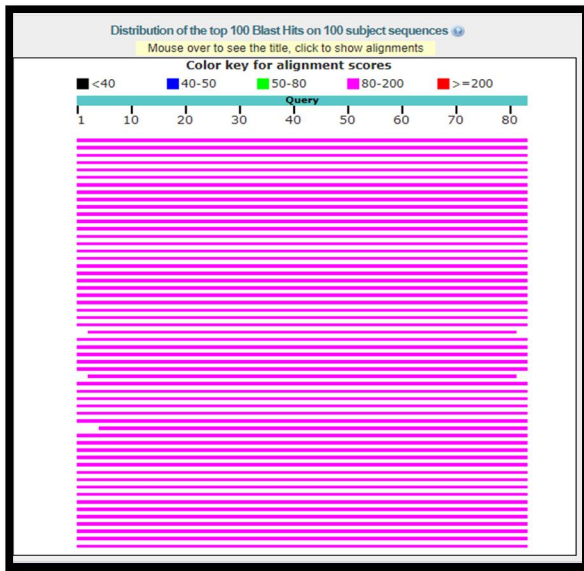 Distribution of the top 100 Blast Hits on 100 subject sequences
Mouse over to see the title, click to show alignments
Color key for alignment scores
<40 40-50 50-80 80-200 >=200
Query
1 10 20 30 40 50 60 70 80